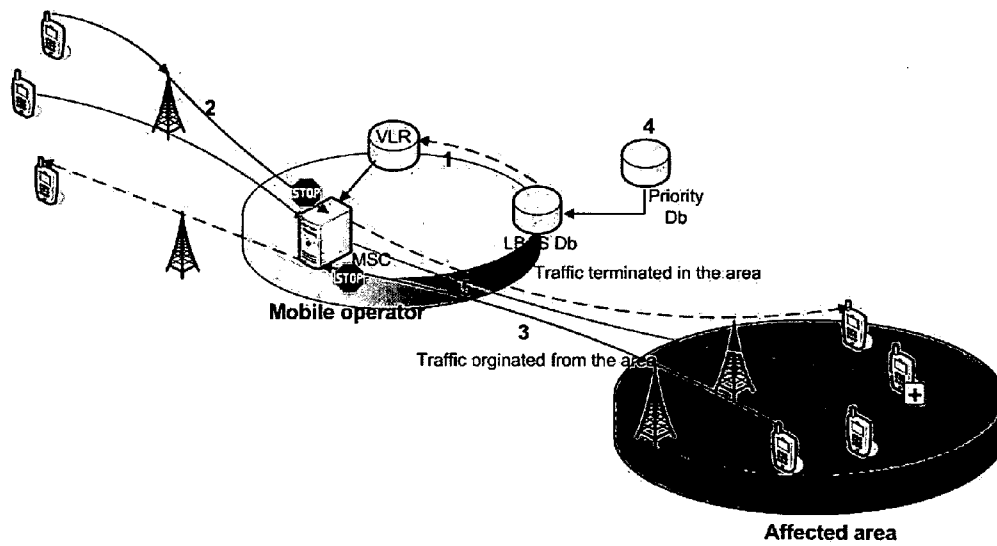 2
VLR
4
1
STOP
Priority
Db
LBAS Db
MSC
STOP
Traffic terminated in the area
Mobile operator
3
Traffic orginated from the area
Affected area